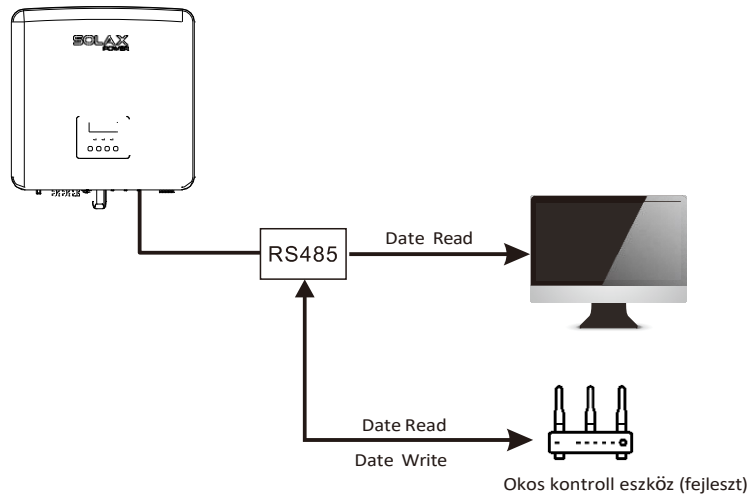 SOLAX
POWER
RS485
Date Read
Date Read
Date Write
Okos kontroll eszköz (fejleszt)